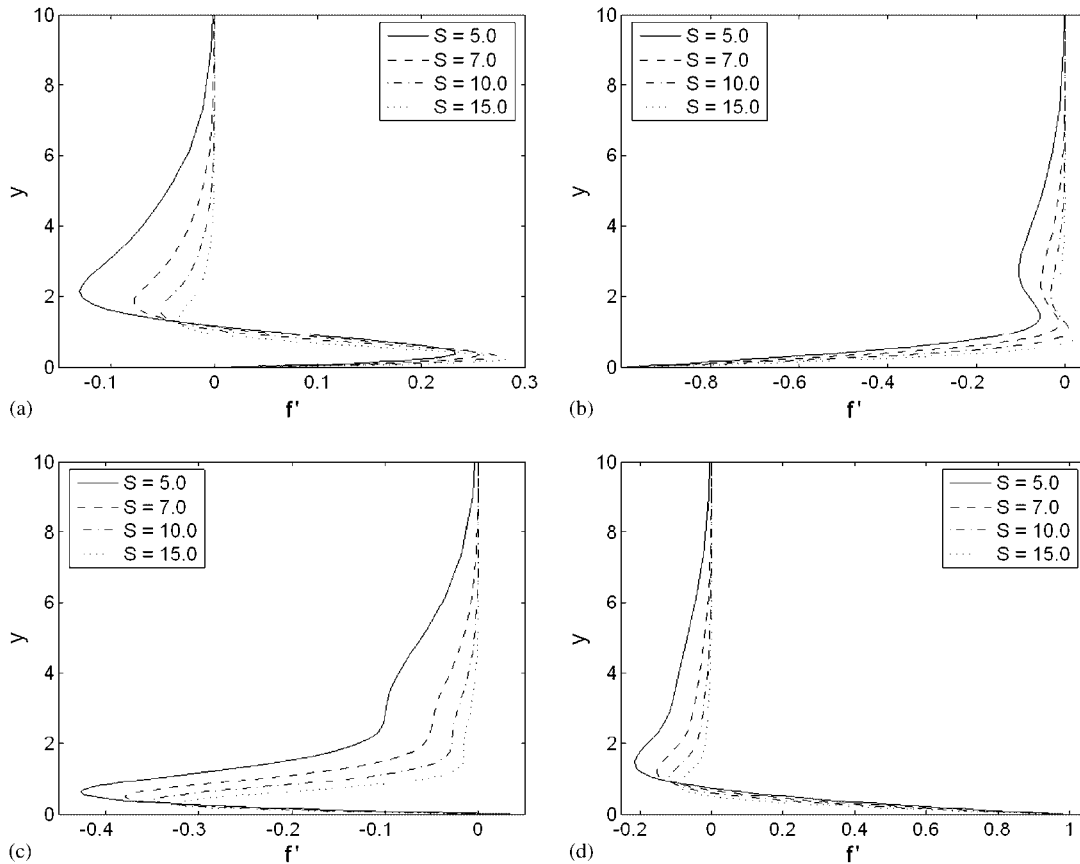 10
8
6
4
2
0
y
-0.1
0
0.1
0.2
0.3
f'
(a)
S = 5.0
S = 7.0
S = 10.0
S = 15.0
10
8
6
4
2
0
y
-0.8
-0.6
-0.4
-0.2
0
f'
(b)
S = 5.0
S = 7.0
S = 10.0
S = 15.0
10
8
6
4
2
0
y
-0.4
-0.3
-0.2
-0.1
0
f'
(c)
S = 5.0
S = 7.0
S = 10.0
S = 15.0
10
8
6
4
2
0
y
-0.2
0
0.2
0.4
0.6
0.8
1
f'
(d)
S = 5.0
S = 7.0
S = 10.0
S = 15.0